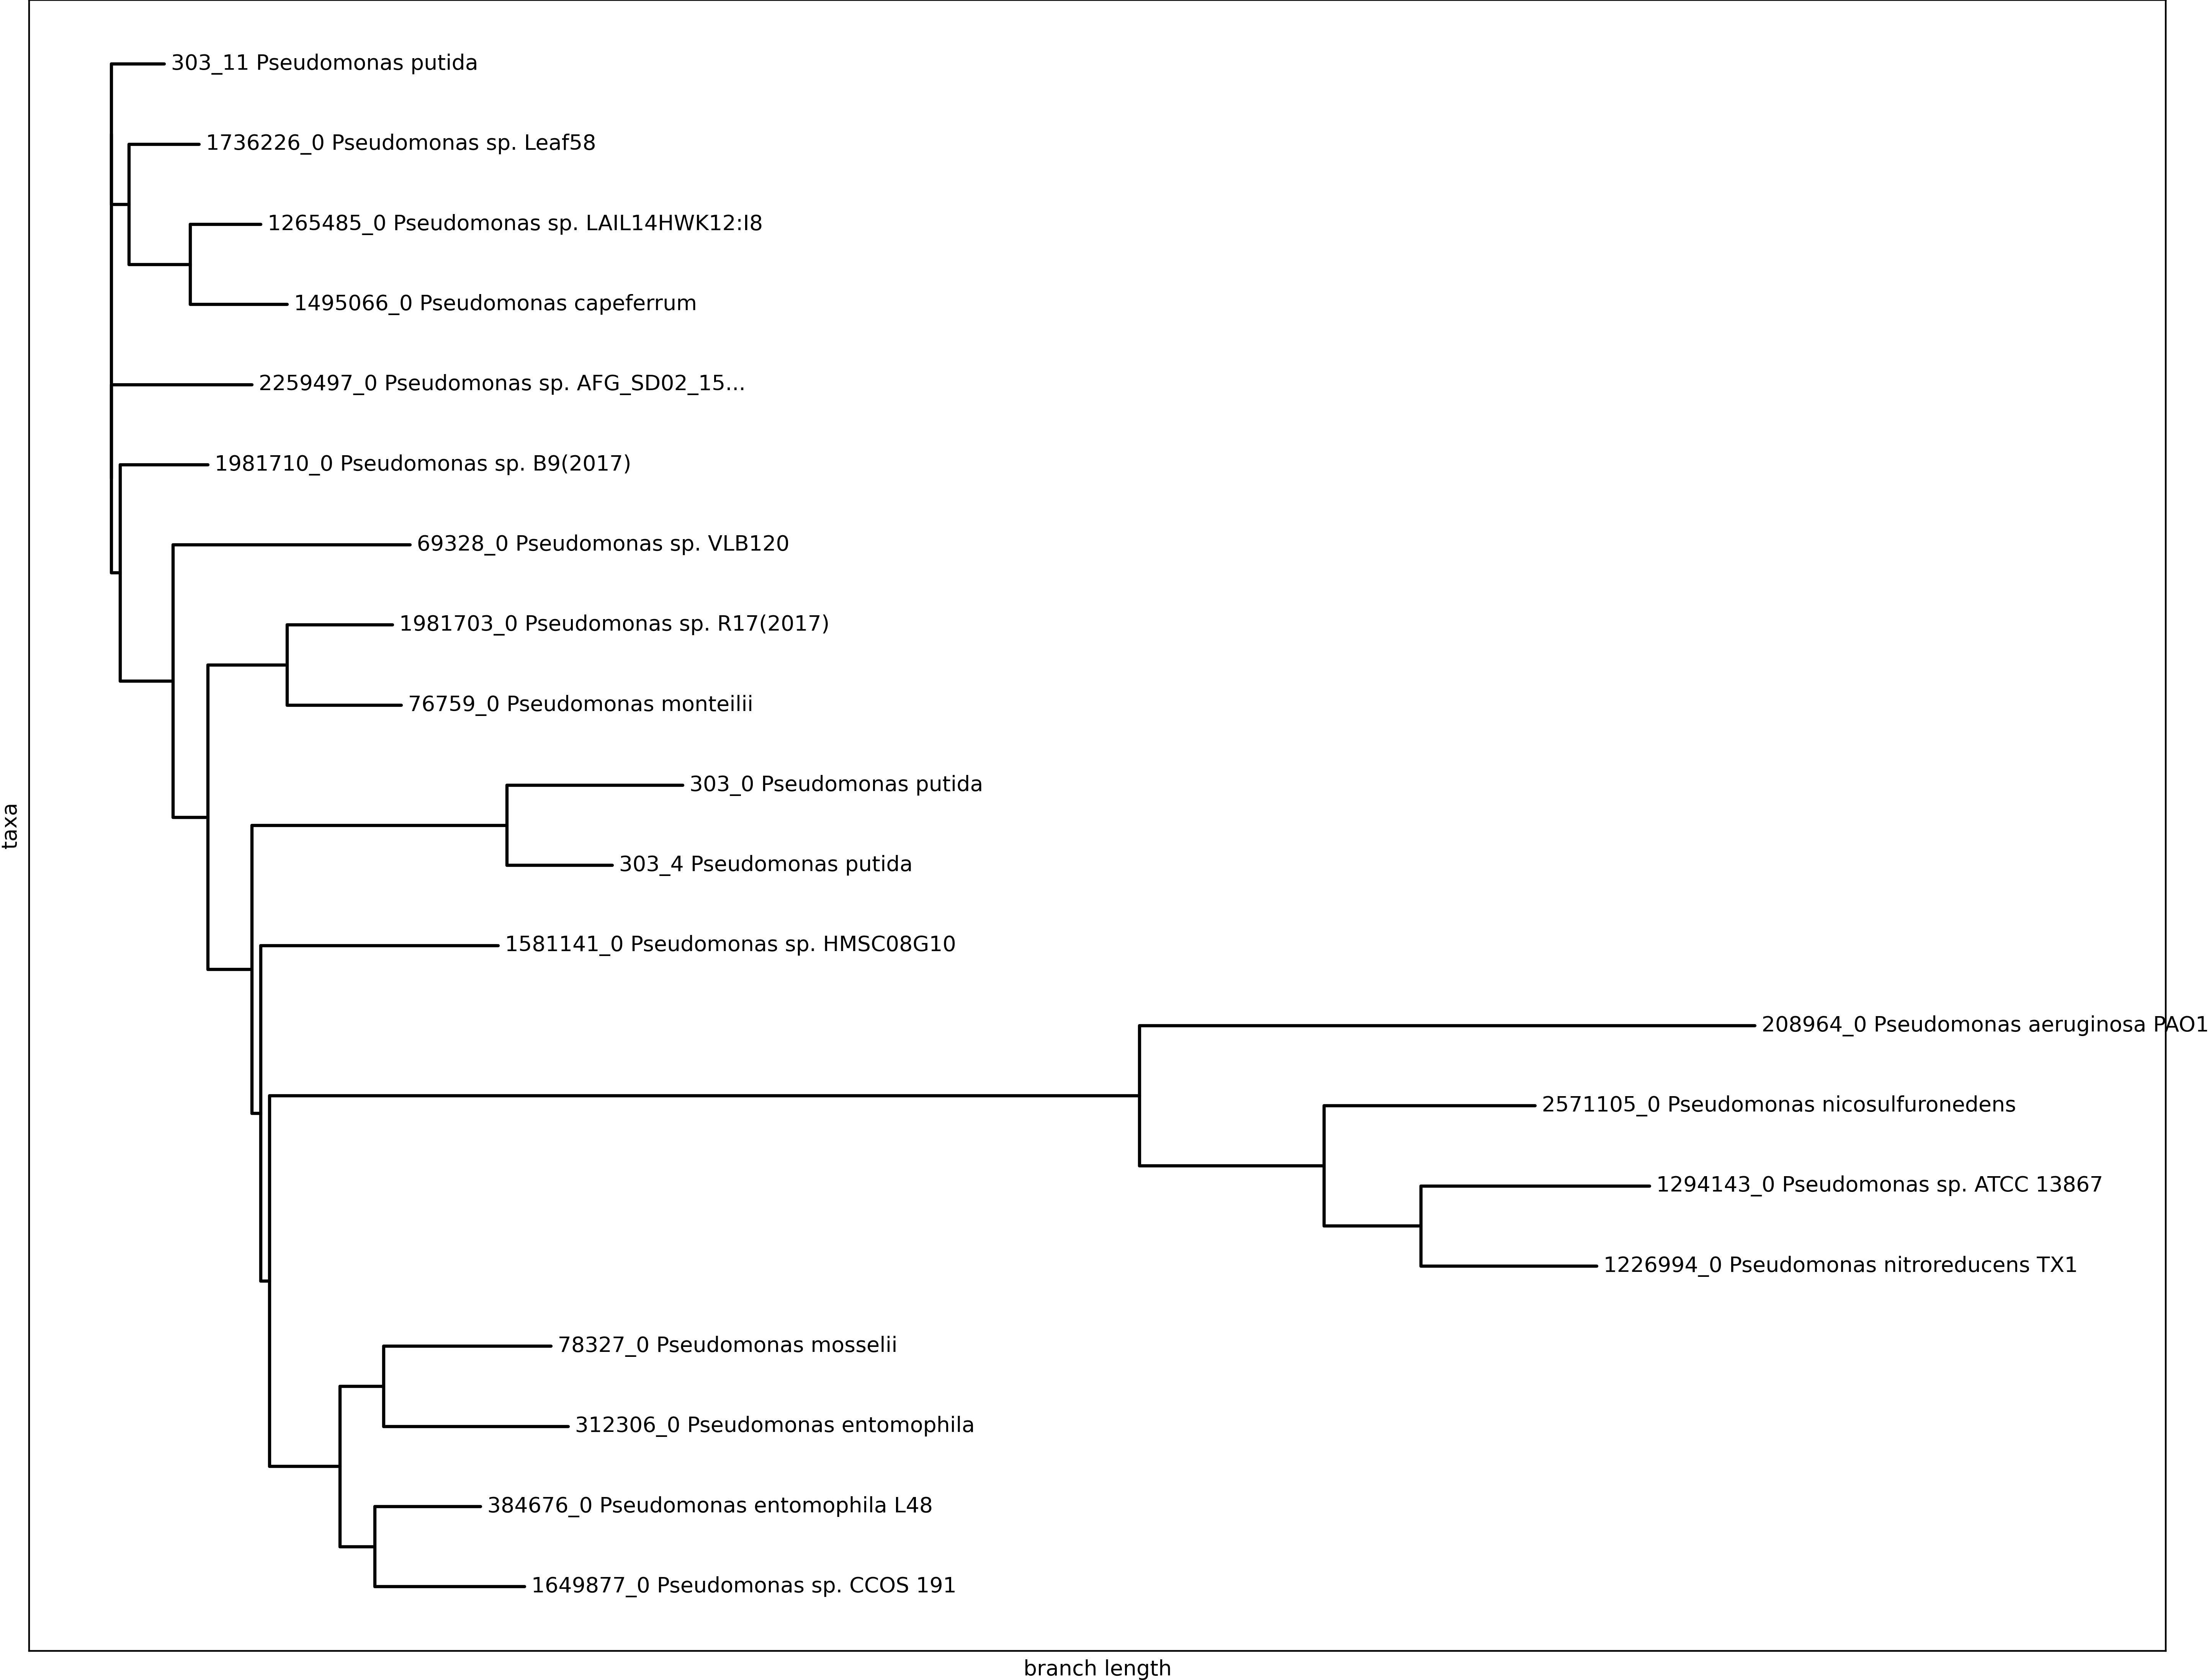 303_11 Pseudomonas putida
1736226_0 Pseudomonas sp. Leaf58
1265485_0 Pseudomonas sp. LAIL14HWK12:I8
1495066_0 Pseudomonas capeferrum
2259497_0 Pseudomonas sp. AFG_SD02_15...
1981710_0 Pseudomonas sp. B9(2017)
69328_0 Pseudomonas sp. VLB120
1981703_0 Pseudomonas sp. R17(2017)
76759_0 Pseudomonas monteilii
303_0 Pseudomonas putida
taxa
303_4 Pseudomonas putida
1581141_0 Pseudomonas sp. HMSC08G10
208964_0 Pseudomonas aeruginosa PAO1
2571105_0 Pseudomonas nicosulfuronedens
1294143_0 Pseudomonas sp. ATCC 13867
1226994_0 Pseudomonas nitroreducens TX1
78327_0 Pseudomonas mosselii
312306_0 Pseudomonas entomophila
384676_0 Pseudomonas entomophila L48
1649877_0 Pseudomonas sp. CCOS 191
branch length